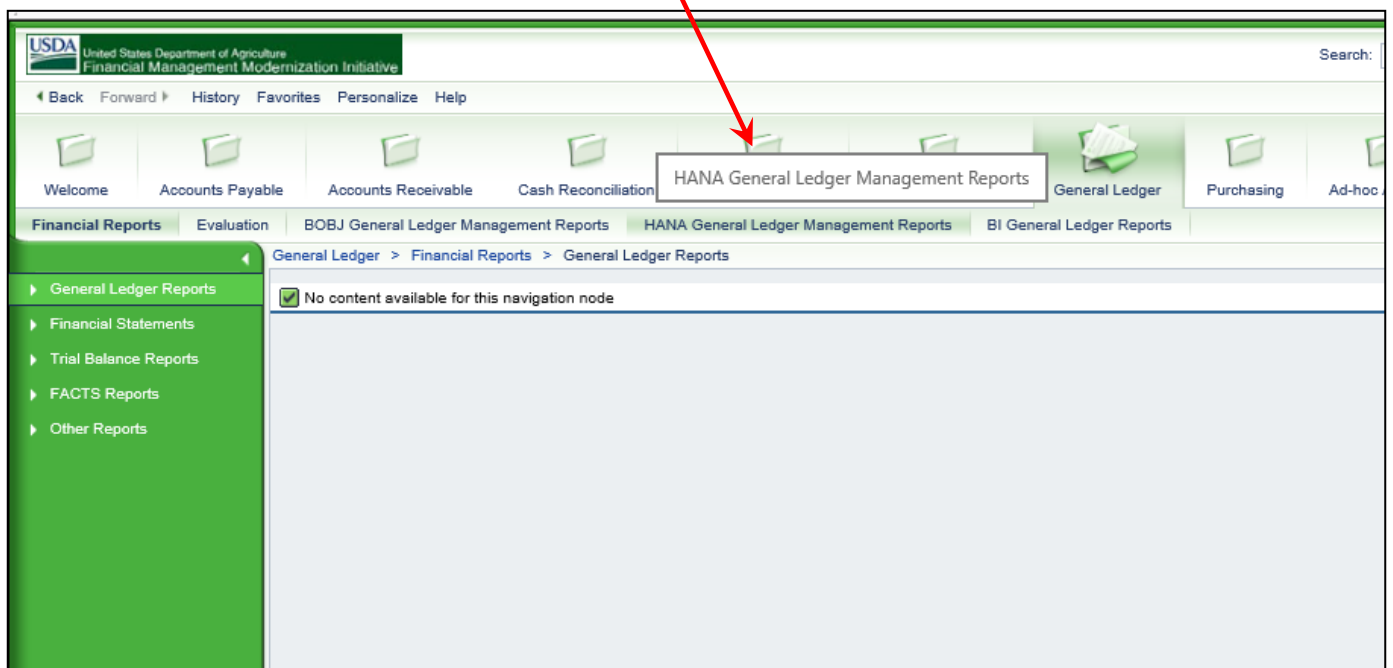 USDA United States Department of Agriculture
Financial Management Modernization Initiative
Search:
Back Forward History Favorites Personalize Help
HANA General Ledger Management Reports
Welcome Accounts Payable Accounts Receivable Cash Reconciliation General Ledger Purchasing Ad-hoc
Financial Reports Evaluation BOBJ General Ledger Management Reports HANA General Ledger Management Reports BI General Ledger Reports
General Ledger > Financial Reports > General Ledger Reports
General Ledger Reports
No content available for this navigation node
Financial Statements
Trial Balance Reports
FACTS Reports
Other Reports